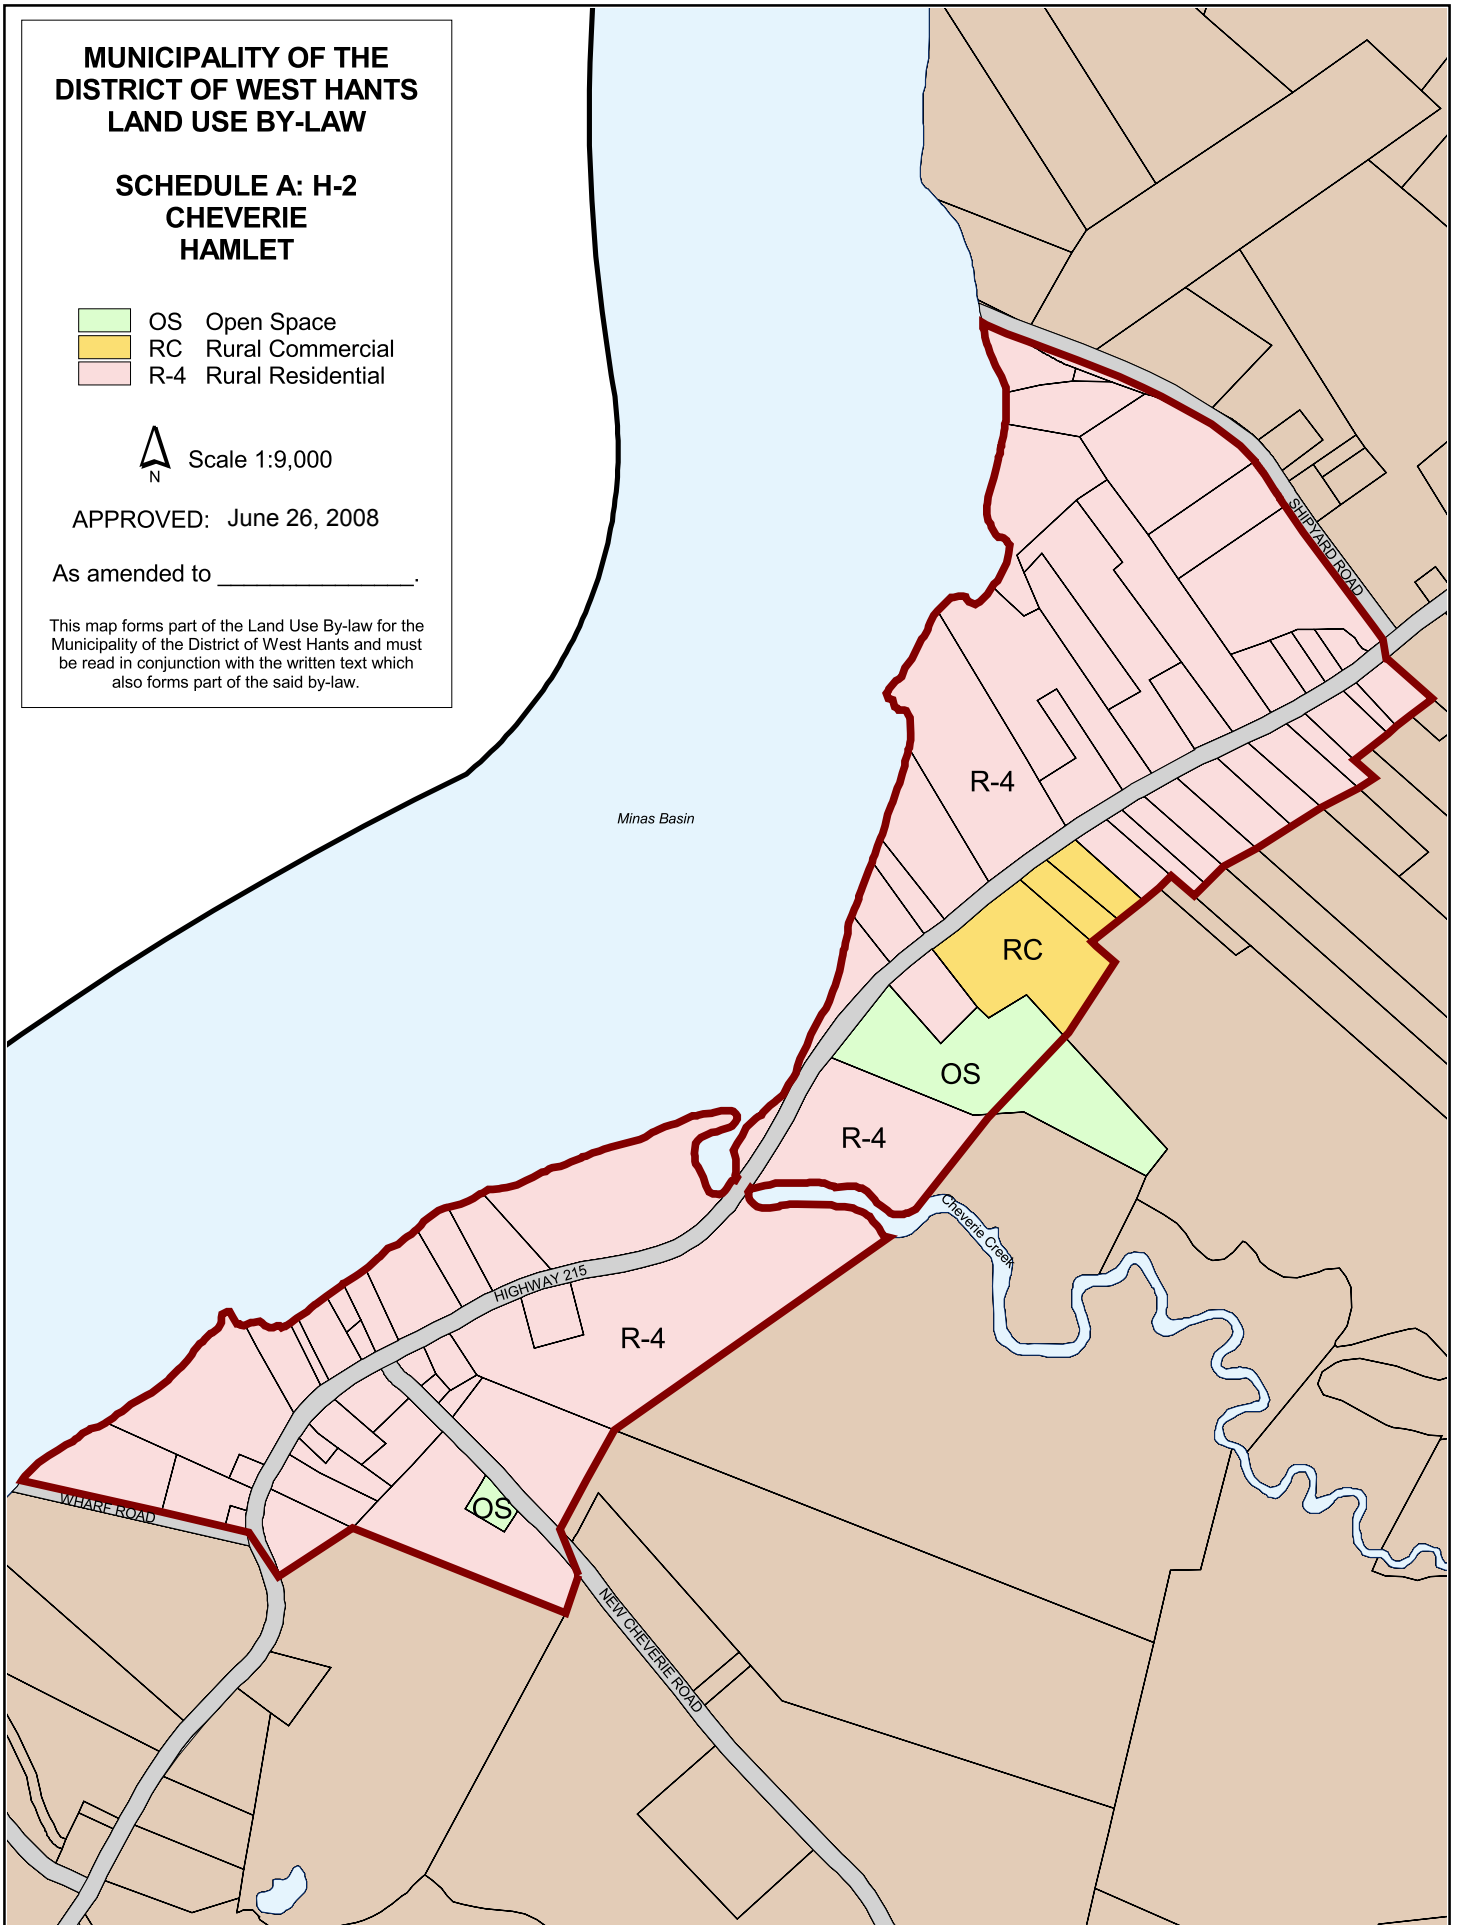 MUNICIPALITY OF THE
DISTRICT OF WEST HANTS
LAND USE BY-LAW
SCHEDULE A: H-2
CHEVERIE
HAMLET
OS Open Space
RC Rural Commercial
R-4 Rural Residential
N
Scale 1:9,000
APPROVED: June 26, 2008
As amended to _______________.
This map forms part of the Land Use By-law for the
Municipality of the District of West Hants and must
be read in conjunction with the written text which
also forms part of the said by-law.
SHIPYARD ROAD
R-4
Minas Basin
RC
OS
R-4
Cheverie Creek
HIGHWAY 215
R-4
OS
WHARF ROAD
NEW CHEVERIE ROAD